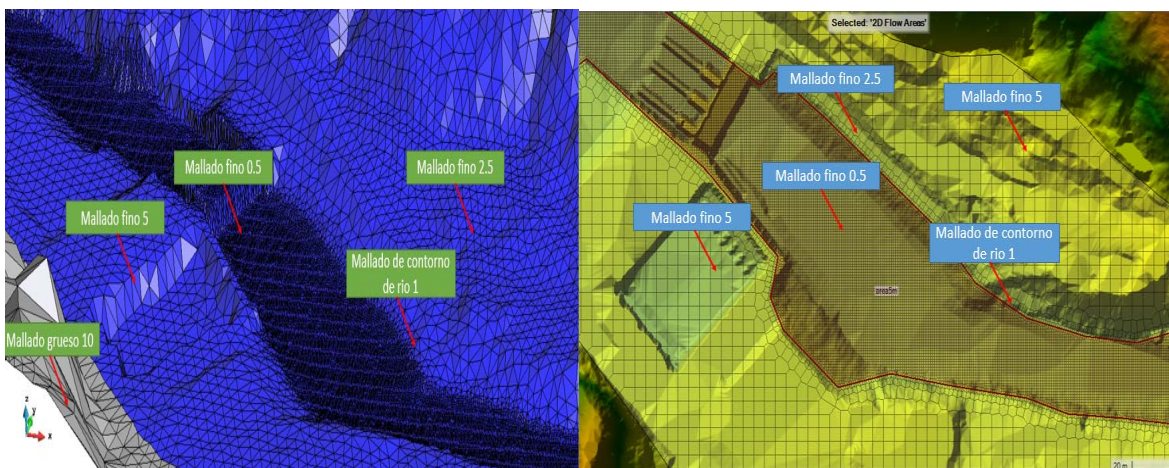 Mallado fino 0.5
Mallado fino 2.5
Mallado fino 5
Mallado de contorno
de rio 1
Mallado grueso 10
z
y
x
Selected: '2D Flow Areas'
Mallado fino 2.5
Mallado fino 5
Mallado fino 0.5
Mallado fino 5
Mallado de contorno
de rio 1
area5m
20 m